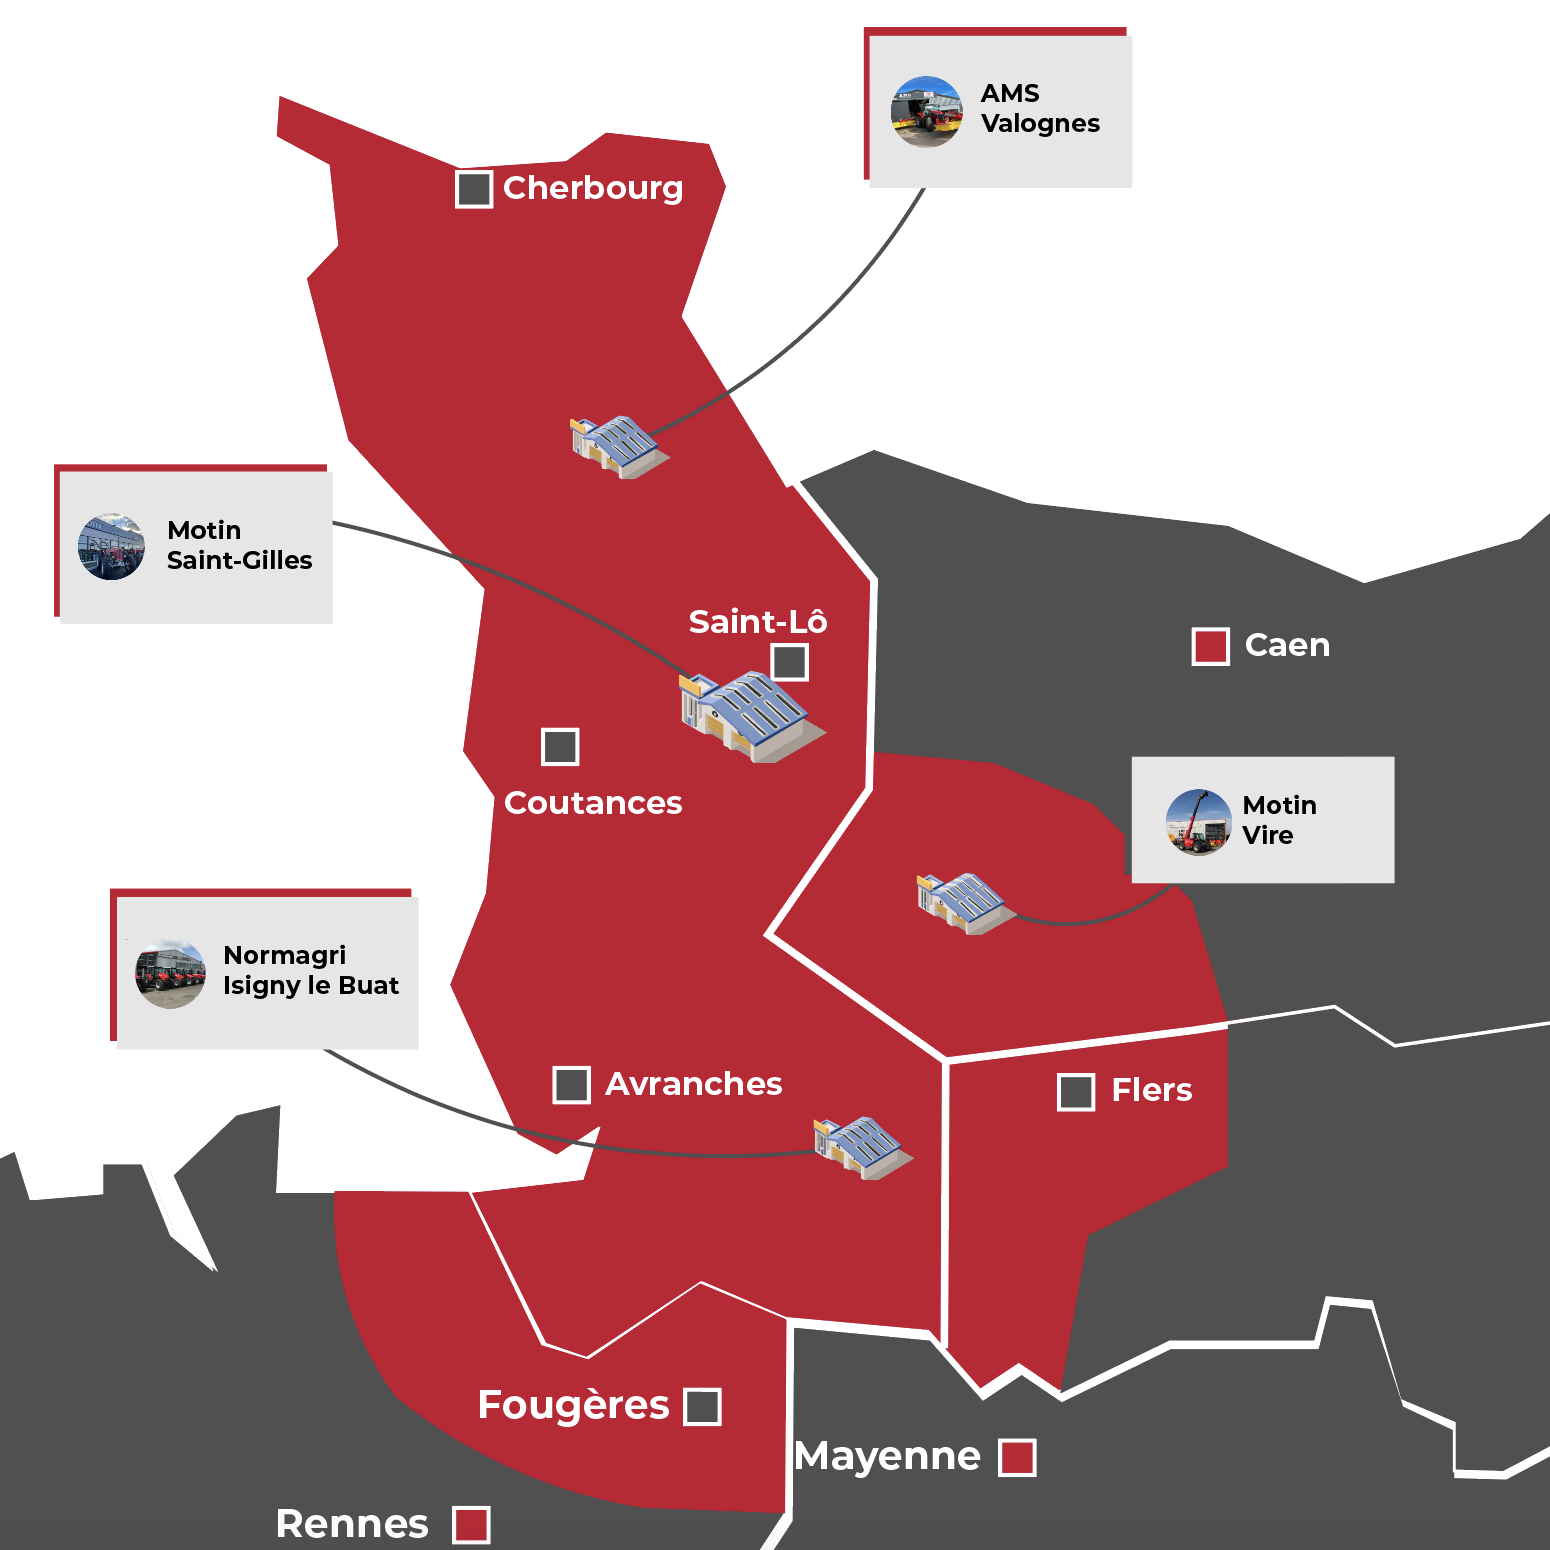 AMS
Valognes
Cherbourg
Motin
Saint-Gilles
Saint-Lô
Caen
Coutances
Motin
Vire
Normagri
Isigny le Buat
Avranches
Flers
Fougères
Mayenne
Rennes